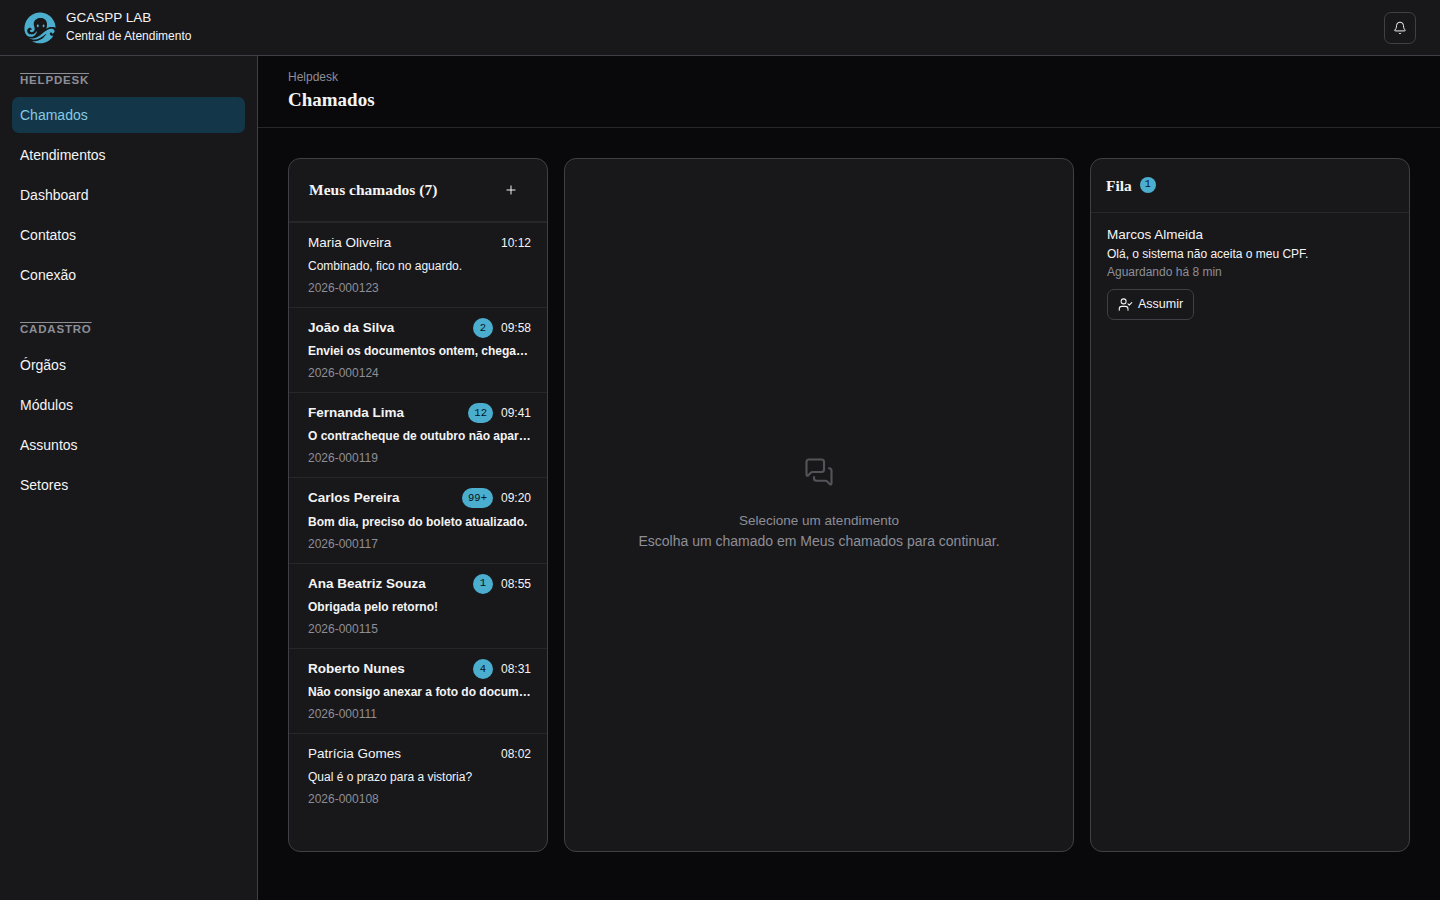 GCASPP LAB
Central de Atendimento
HELPDESK
Chamados
Atendimentos
Dashboard
Contatos
Conexão
CADASTRO
Órgãos
Módulos
Assuntos
Setores
Helpdesk
Chamados
Meus chamados (7)
Maria Oliveira 10:12
Combinado, fico no aguardo.
2026-000123
João da Silva 2 09:58
Enviei os documentos ontem, chega…
2026-000124
Fernanda Lima 12 09:41
O contracheque de outubro não apar…
2026-000119
Carlos Pereira 99+ 09:20
Bom dia, preciso do boleto atualizado.
2026-000117
Ana Beatriz Souza 1 08:55
Obrigada pelo retorno!
2026-000115
Roberto Nunes 4 08:31
Não consigo anexar a foto do docum…
2026-000111
Patrícia Gomes 08:02
Qual é o prazo para a vistoria?
2026-000108
Selecione um atendimento
Escolha um chamado em Meus chamados para continuar.
Fila 1
Marcos Almeida
Olá, o sistema não aceita o meu CPF.
Aguardando há 8 min
Assumir